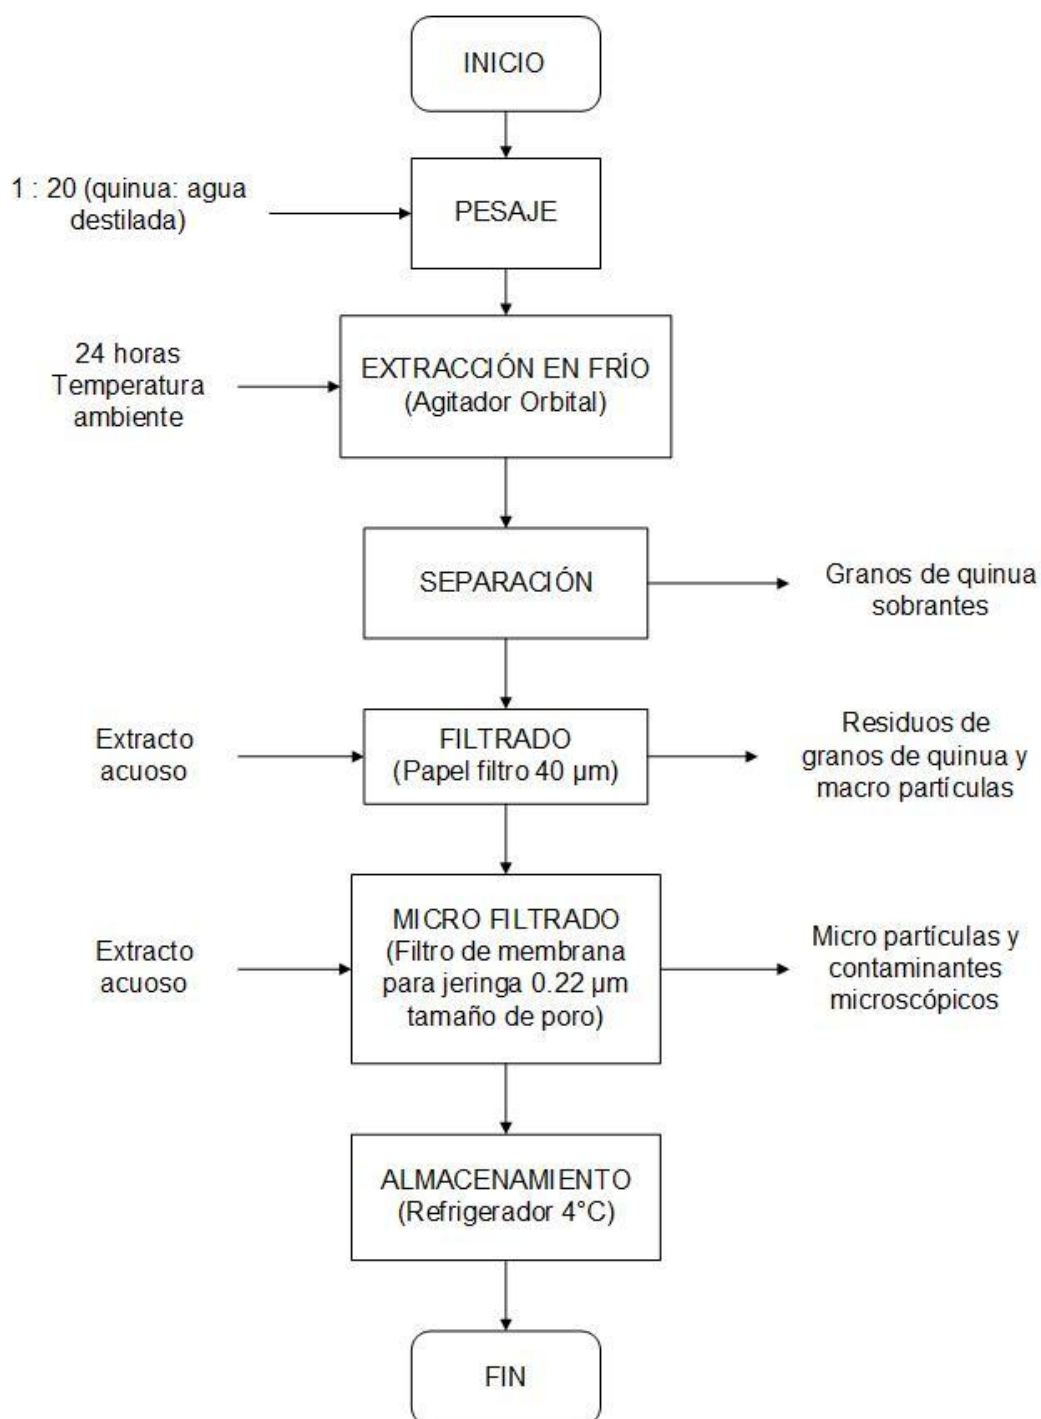 INICIO
1 : 20 (quinua: agua
destilada)
PESAJE
24 horas
Temperatura
ambiente
EXTRACCIÓN EN FRÍO
(Agitador Orbital)
SEPARACIÓN
Granos de quinua
sobrantes
Extracto
acuoso
FILTRADO
(Papel filtro 40 µm)
Residuos de
granos de quinua y
macro partículas
Extracto
acuoso
MICRO FILTRADO
(Filtro de membrana
para jeringa 0.22 µm
tamaño de poro)
Micro partículas y
contaminantes
microscópicos
ALMACENAMIENTO
(Refrigerador 4°C)
FIN